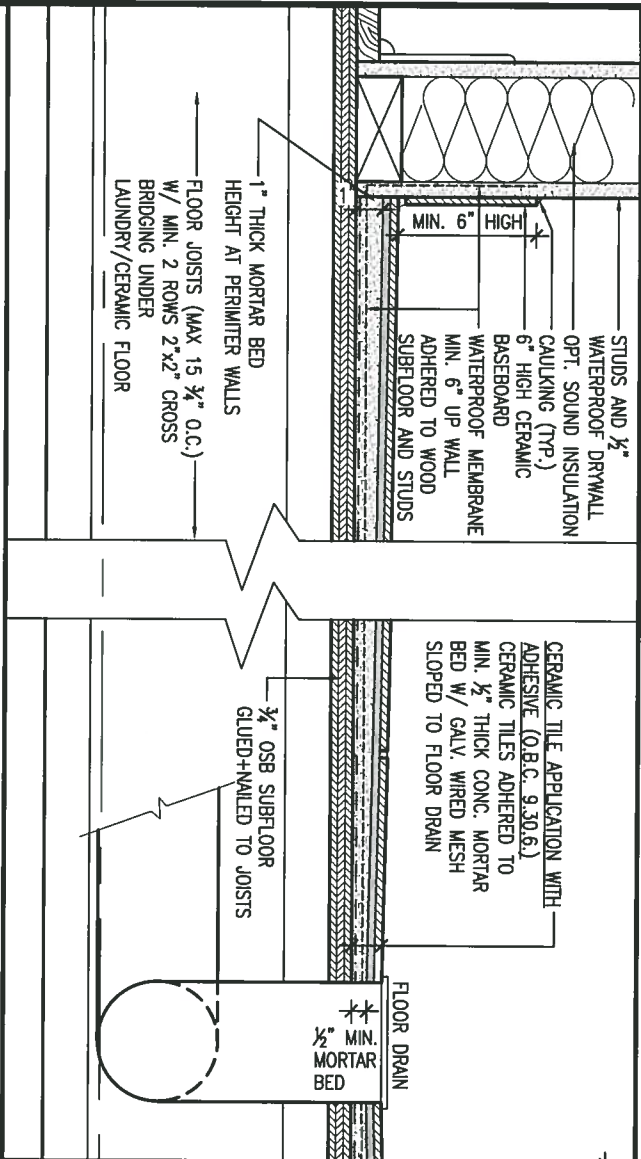 STUDS AND ½"
WATERPROOF DRYWALL
OPT. SOUND INSULATION
CAULKING (TYP.)
6" HIGH CERAMIC
BASEBOARD
WATERPROOF MEMBRANE
MIN. 6" UP WALL
ADHERED TO WOOD
SUBFLOOR AND STUDS
MIN. 6" HIGH
1"
1" THICK MORTAR BED
HEIGHT AT PERIMITER WALLS
FLOOR JOISTS (MAX 15 ¾" O.C.)
W/ MIN. 2 ROWS 2"x2" CROSS
BRIDGING UNDER
LAUNDRY/CERAMIC FLOOR
CERAMIC TILE APPLICATION WITH
ADHESIVE (O.B.C. 9.30.6.)
CERAMIC TILES ADHERED TO
MIN. ½" THICK CONC. MORTAR
BED W/ GALV. WIRED MESH
SLOPED TO FLOOR DRAIN
¾" OSB SUBFLOOR
GLUED+NAILED TO JOISTS
FLOOR DRAIN
½" MIN.
MORTAR
BED